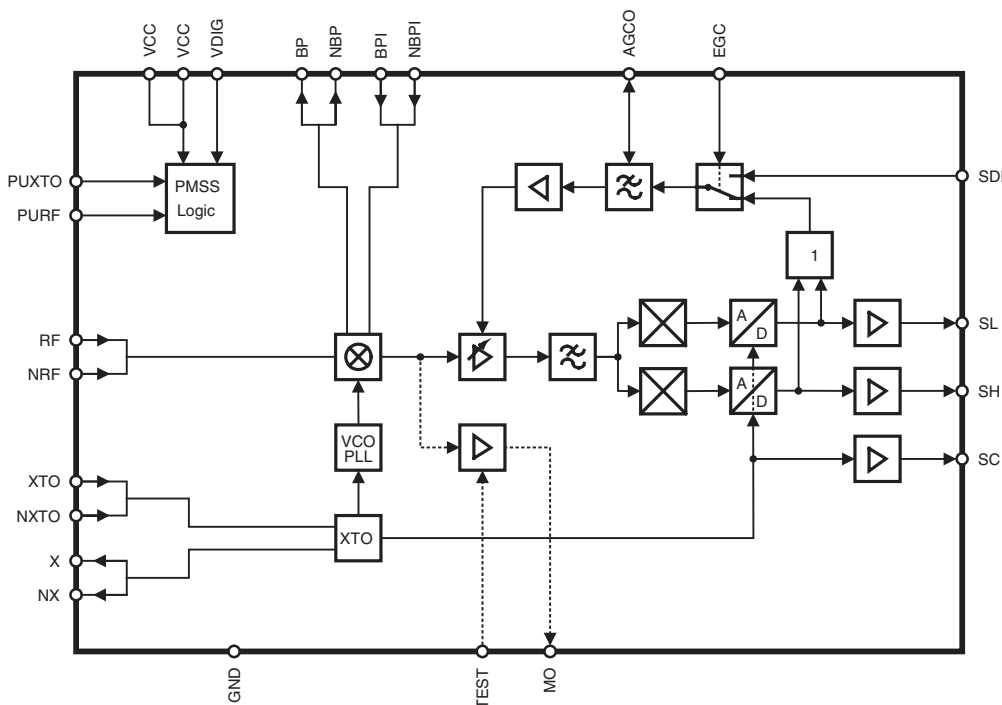 VCC
VCC
VDIG
BP
NBP
BPI
NBPI
AGCO
EGC
PUXTO
PURF
PMSS
Logic
SDI
1
RF
NRF
A
D
SL
A
D
SH
VCO
PLL
SC
XTO
NXTO
XTO
X
NX
GND
TEST
MO